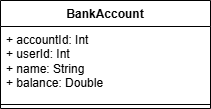 BankAccount
+ accountId: Int
+ userId: Int
+ name: String
+ balance: Double